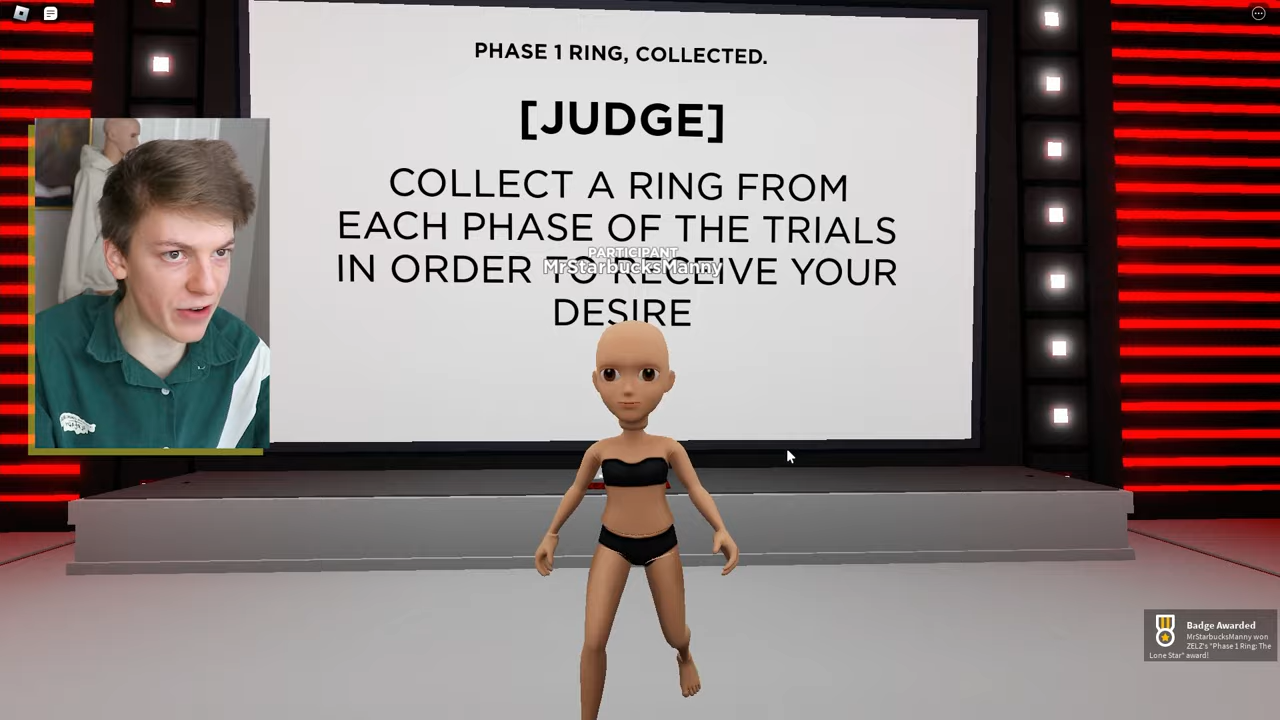 PHASE 1 RING, COLLECTED.
[JUDGE]
COLLECT A RING FROM
EACH PHASE OF THE TRIALS
PARTICIPANT
MrStarbucksManny
IN ORDER TO RECEIVE YOUR
DESIRE
Badge Awarded
MrStarbucksManny won
ZELZ's "Phase 1 Ring: The
Lone Star" award!